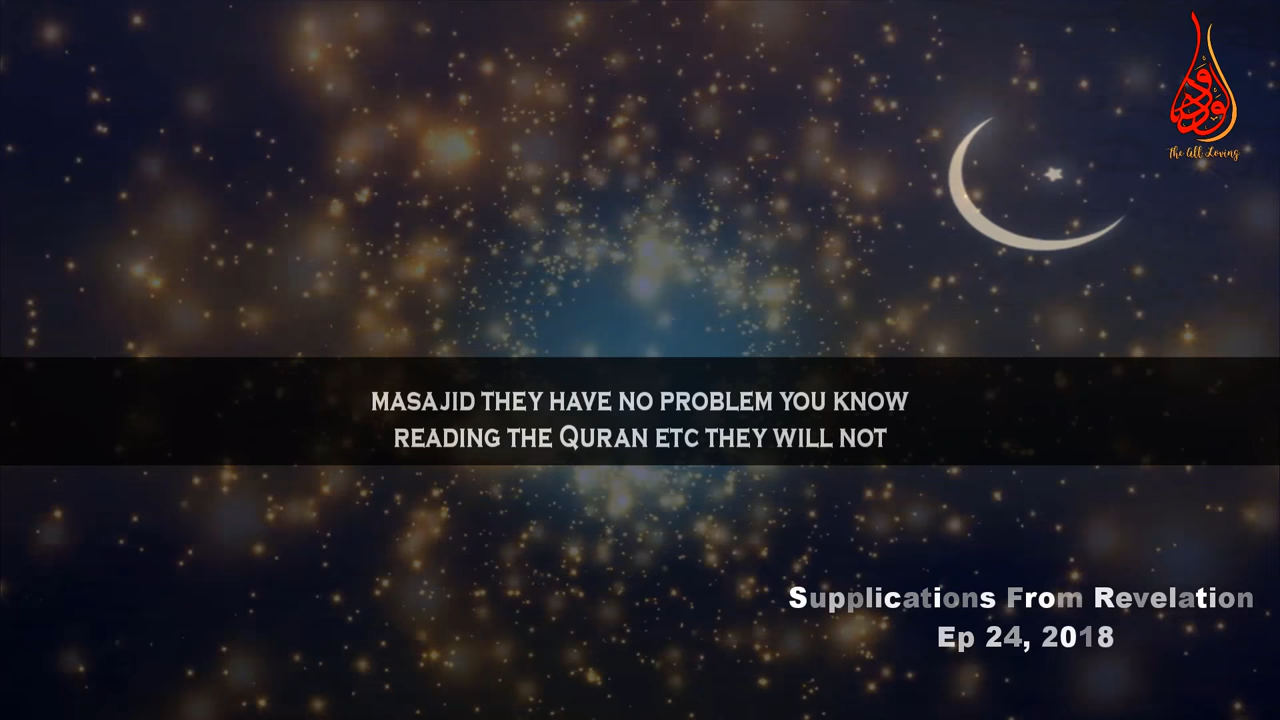 الودود
The All Loving
MASAJID THEY HAVE NO PROBLEM YOU KNOW
READING THE QURAN ETC THEY WILL NOT
Supplications From Revelation
Ep 24, 2018